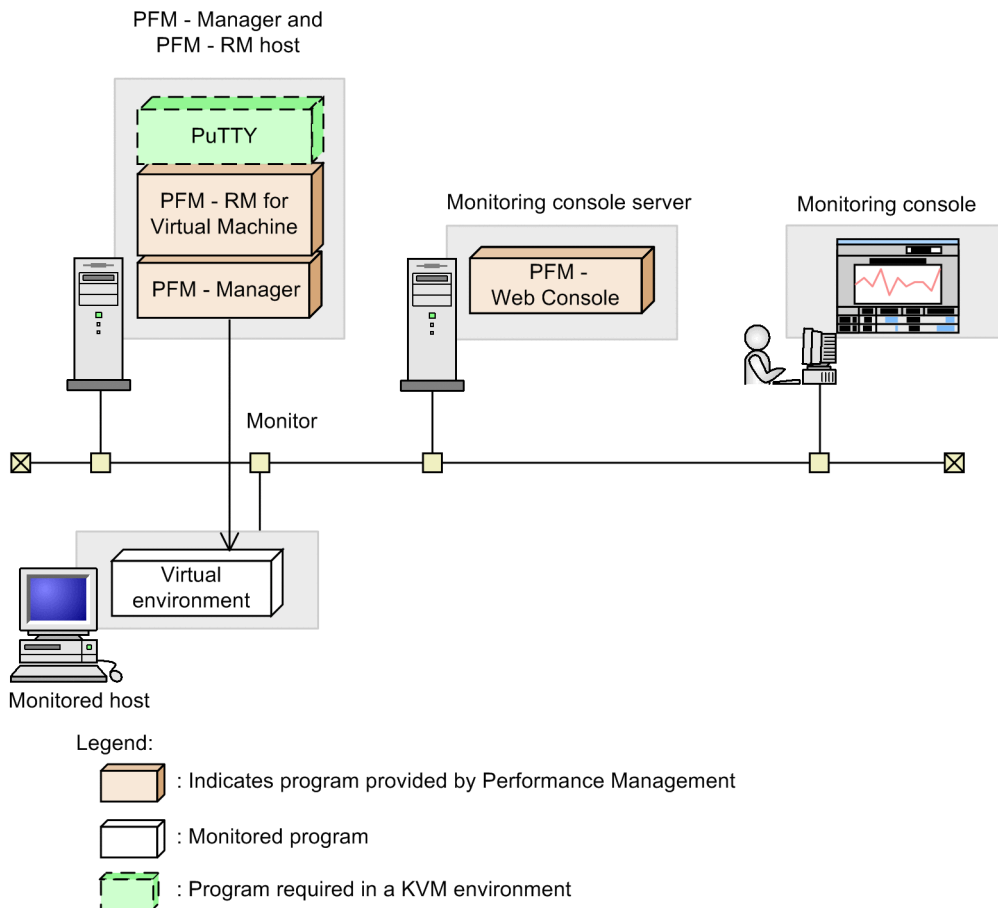 PFM - Manager and
PFM - RM host
PuTTY
PFM - RM for
Virtual Machine
PFM - Manager
Monitoring console server
PFM -
Web Console
Monitoring console
Monitor
Virtual
environment
Monitored host
Legend:
: Indicates program provided by Performance Management
: Monitored program
: Program required in a KVM environment